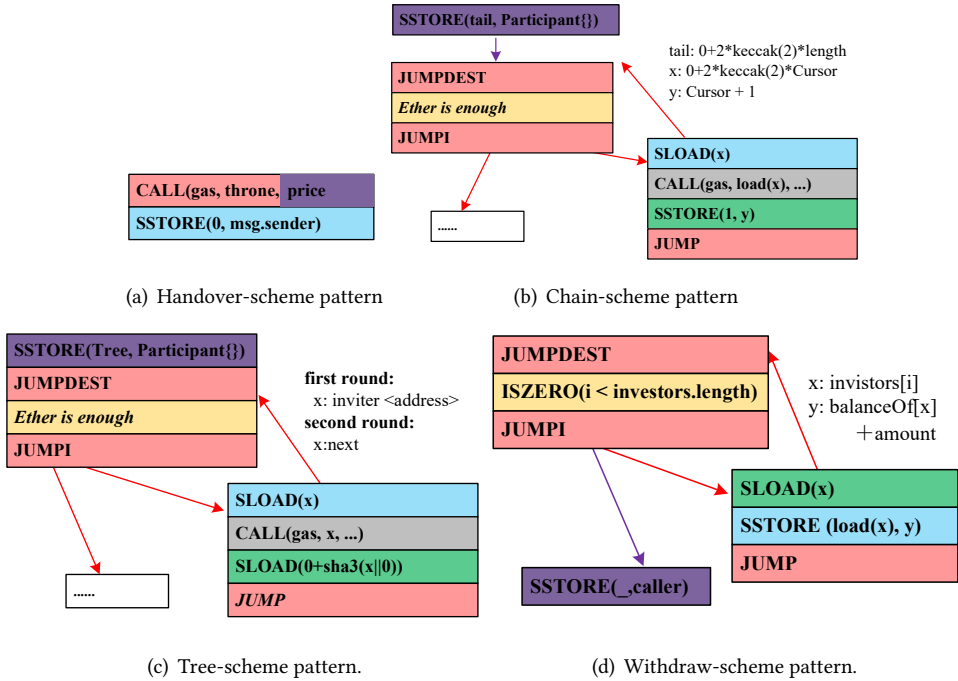 SSTORE(tail, Participant{})
JUMPDEST
Ether is enough
JUMPI
tail: 0+2*keccak(2)*length
x: 0+2*keccak(2)*Cursor
y: Cursor + 1
SLOAD(x)
CALL(gas, load(x), ...)
SSTORE(1, y)
JUMP
......
CALL(gas, throne, price
SSTORE(0, msg.sender)
(a) Handover-scheme pattern
(b) Chain-scheme pattern
SSTORE(Tree, Participant{})
JUMPDEST
Ether is enough
JUMPI
first round:
x: inviter <address>
second round:
x:next
SLOAD(x)
CALL(gas, x, ...)
SLOAD(0+sha3(x||0))
JUMP
......
JUMPDEST
ISZERO(i < investors.length)
JUMPI
x: invistors[i]
y: balanceOf[x]
+amount
SLOAD(x)
SSTORE (load(x), y)
JUMP
SSTORE(_,caller)
(c) Tree-scheme pattern.
(d) Withdraw-scheme pattern.